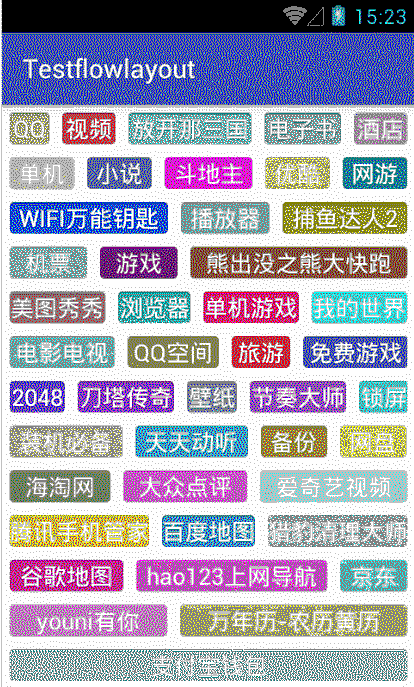 15:23
Testflowlayout
QQ 视频 放开那三国 电子书 酒店
单机 小说 斗地主 优酷 网游
WIFI万能钥匙 播放器 捕鱼达人2
机票 游戏 熊出没之熊大快跑
美图秀秀 浏览器 单机游戏 我的世界
电影电视 QQ空间 旅游 免费游戏
2048 刀塔传奇 壁纸 节奏大师 锁屏
装机必备 天天动听 备份 网盘
海淘网 大众点评 爱奇艺视频
腾讯手机管家 百度地图 猎豹清理大师
谷歌地图 hao123上网导航 京东
youni有你 万年历-农历黄历
支付宝钱包